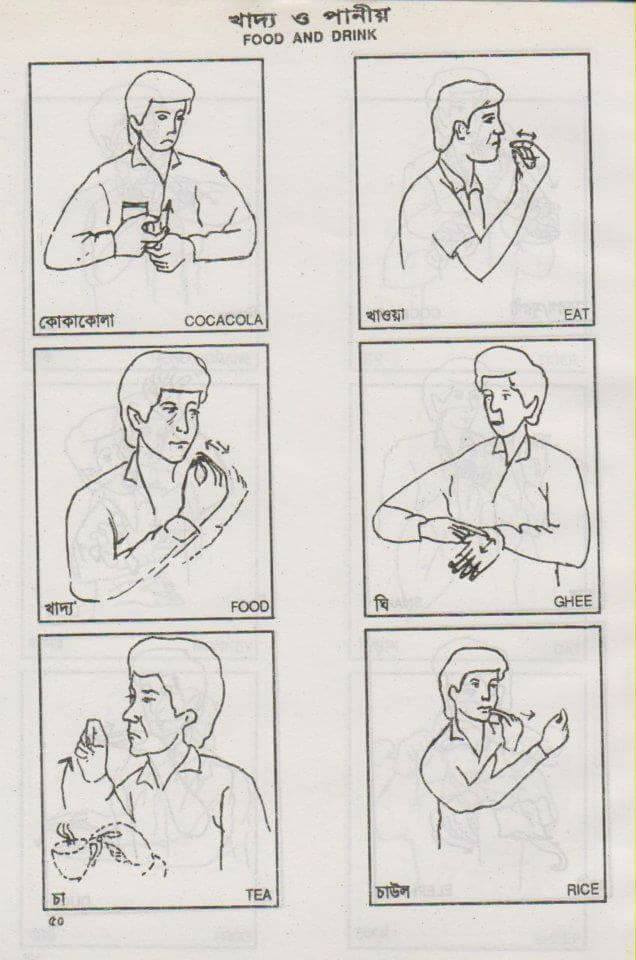 খাদ্য ও পানীয়
FOOD AND DRINK
কোকাকোলা COCACOLA
খাওয়া EAT
খাদ্য FOOD
ঘি GHEE
চা TEA
চাউল RICE
৫০